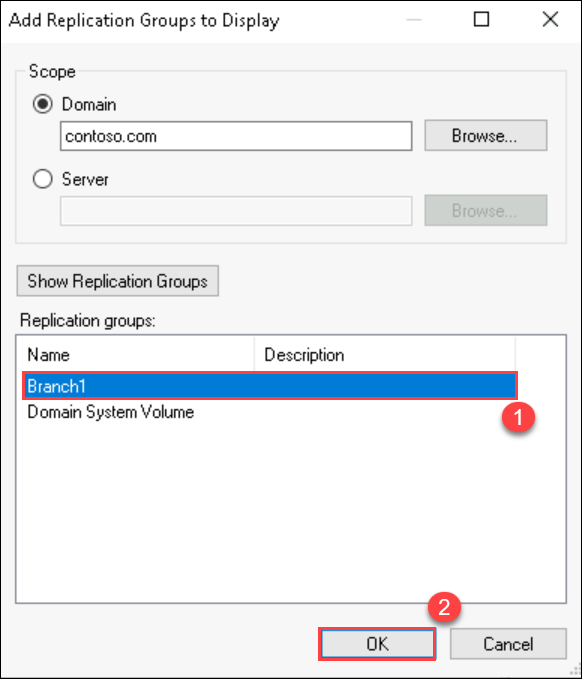 Add Replication Groups to Display
Scope
Domain
contoso.com
Browse...
Server
Browse...
Show Replication Groups
Replication groups:
Name Description
Branch1
Domain System Volume
1
2
OK Cancel